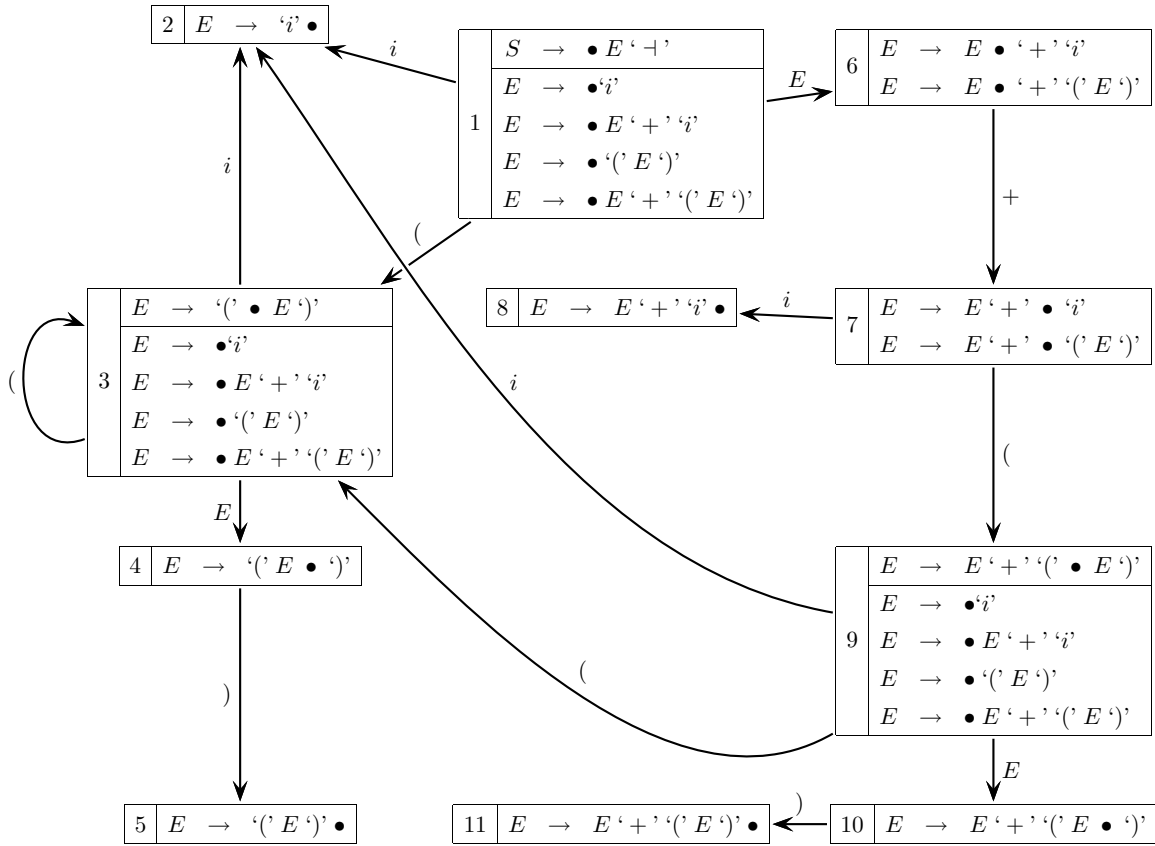 2 E → ‘i’ •
i
S → • E ‘ ⊣ ’
1
E → •‘i’
E → • E ‘ + ’ ‘i’
E → • ‘(’ E ‘)’
E → • E ‘ + ’ ‘(’ E ‘)’
E
6
E → E • ‘ + ’ ‘i’
E → E • ‘ + ’ ‘(’ E ‘)’
i
(
+
3
E → ‘(’ • E ‘)’
E → •‘i’
E → • E ‘ + ’ ‘i’
E → • ‘(’ E ‘)’
E → • E ‘ + ’ ‘(’ E ‘)’
(
8 E → E ‘ + ’ ‘i’ •
i
7
E → E ‘ + ’ • ‘i’
E → E ‘ + ’ • ‘(’ E ‘)’
i
(
E
4 E → ‘(’ E • ‘)’
9
E → E ‘ + ’ ‘(’ • E ‘)’
E → •‘i’
E → • E ‘ + ’ ‘i’
E → • ‘(’ E ‘)’
E → • E ‘ + ’ ‘(’ E ‘)’
(
)
E
5 E → ‘(’ E ‘)’ •
11 E → E ‘ + ’ ‘(’ E ‘)’ •
)
10 E → E ‘ + ’ ‘(’ E • ‘)’